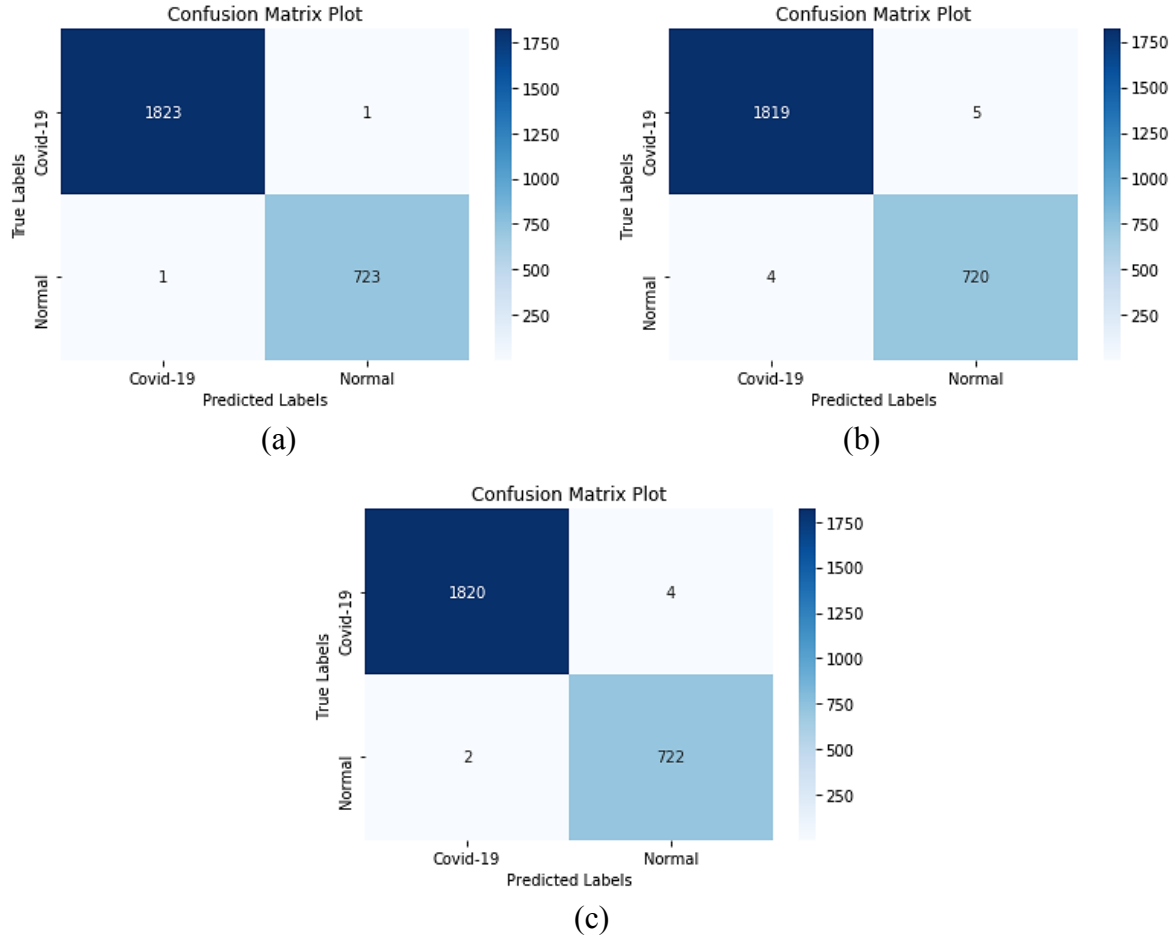 Confusion Matrix Plot
Covid-19
Normal
True Labels
1823
1
1
723
Covid-19
Normal
Predicted Labels
1750
1500
1250
1000
750
500
250
(a)
Confusion Matrix Plot
Covid-19
Normal
True Labels
1819
5
4
720
Covid-19
Normal
Predicted Labels
1750
1500
1250
1000
750
500
250
(b)
Confusion Matrix Plot
Covid-19
Normal
True Labels
1820
4
2
722
Covid-19
Normal
Predicted Labels
1750
1500
1250
1000
750
500
250
(c)